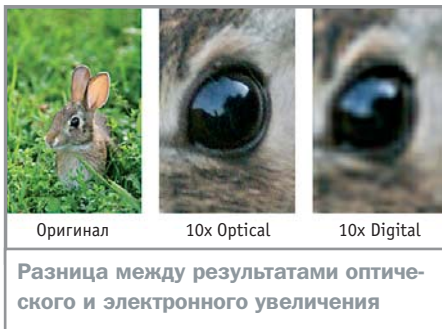 Оригинал
10x Optical
10x Digital
Разница между результатами оптиче-
ского и электронного увеличения